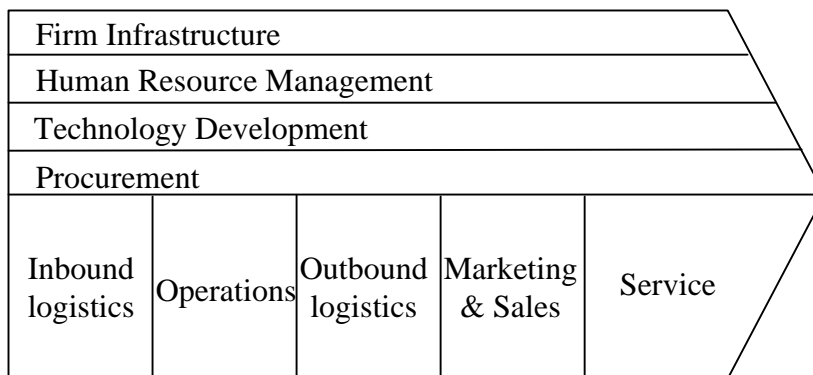 Firm Infrastructure
Human Resource Management
Technology Development
Procurement
Inbound
logistics
Operations
Outbound
logistics
Marketing
& Sales
Service